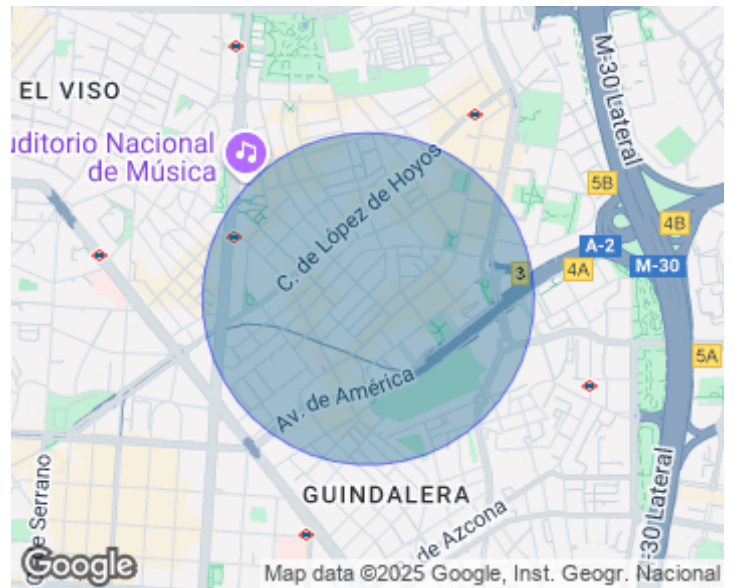 EL VISO
uditorio Nacional
de Música
C. de López de Hoyos
M-30 Lateral
5B
4B
A-2
3
4A
M-30
5A
Av. de América
GUINDALERA
e Serrano
de Azcona
-30 Lateral
Google
Map data ©2025 Google, Inst. Geogr. Nacional